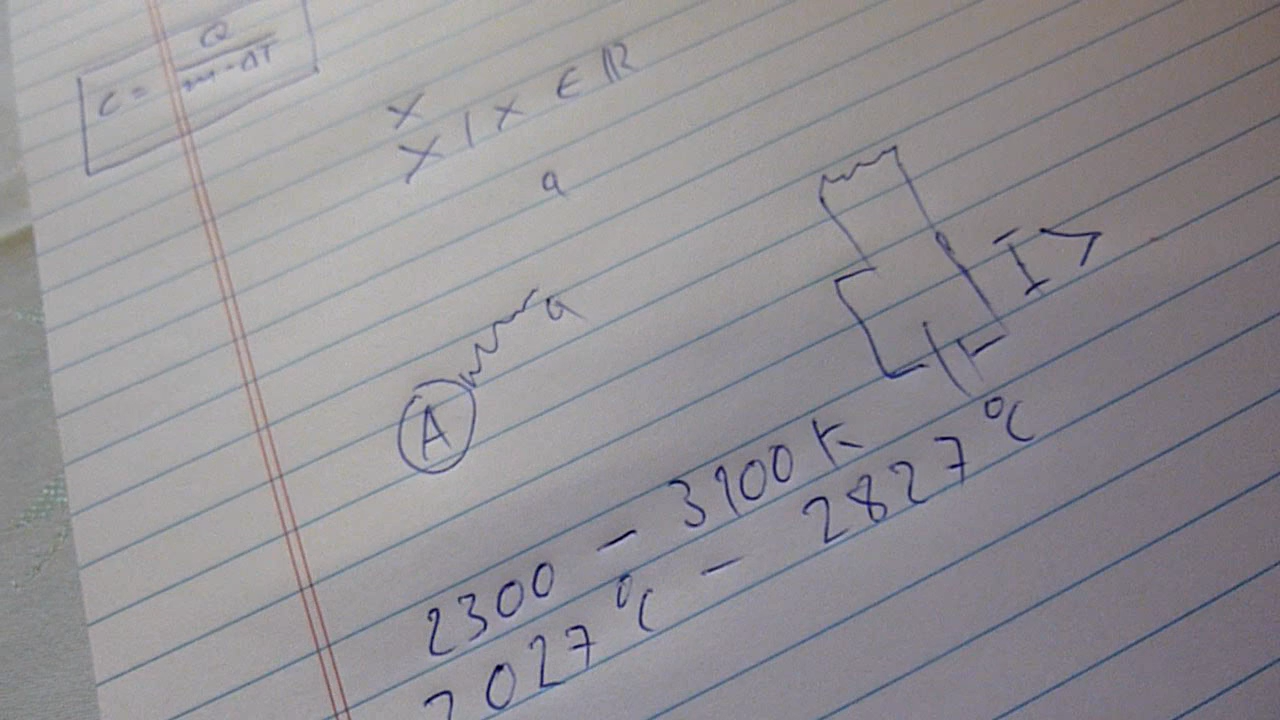 c = Q / m · ΔT
x
x | x ∈ ℝ
a
a
A
I >
2300 - 3100 K
2027 °C - 2827 °C